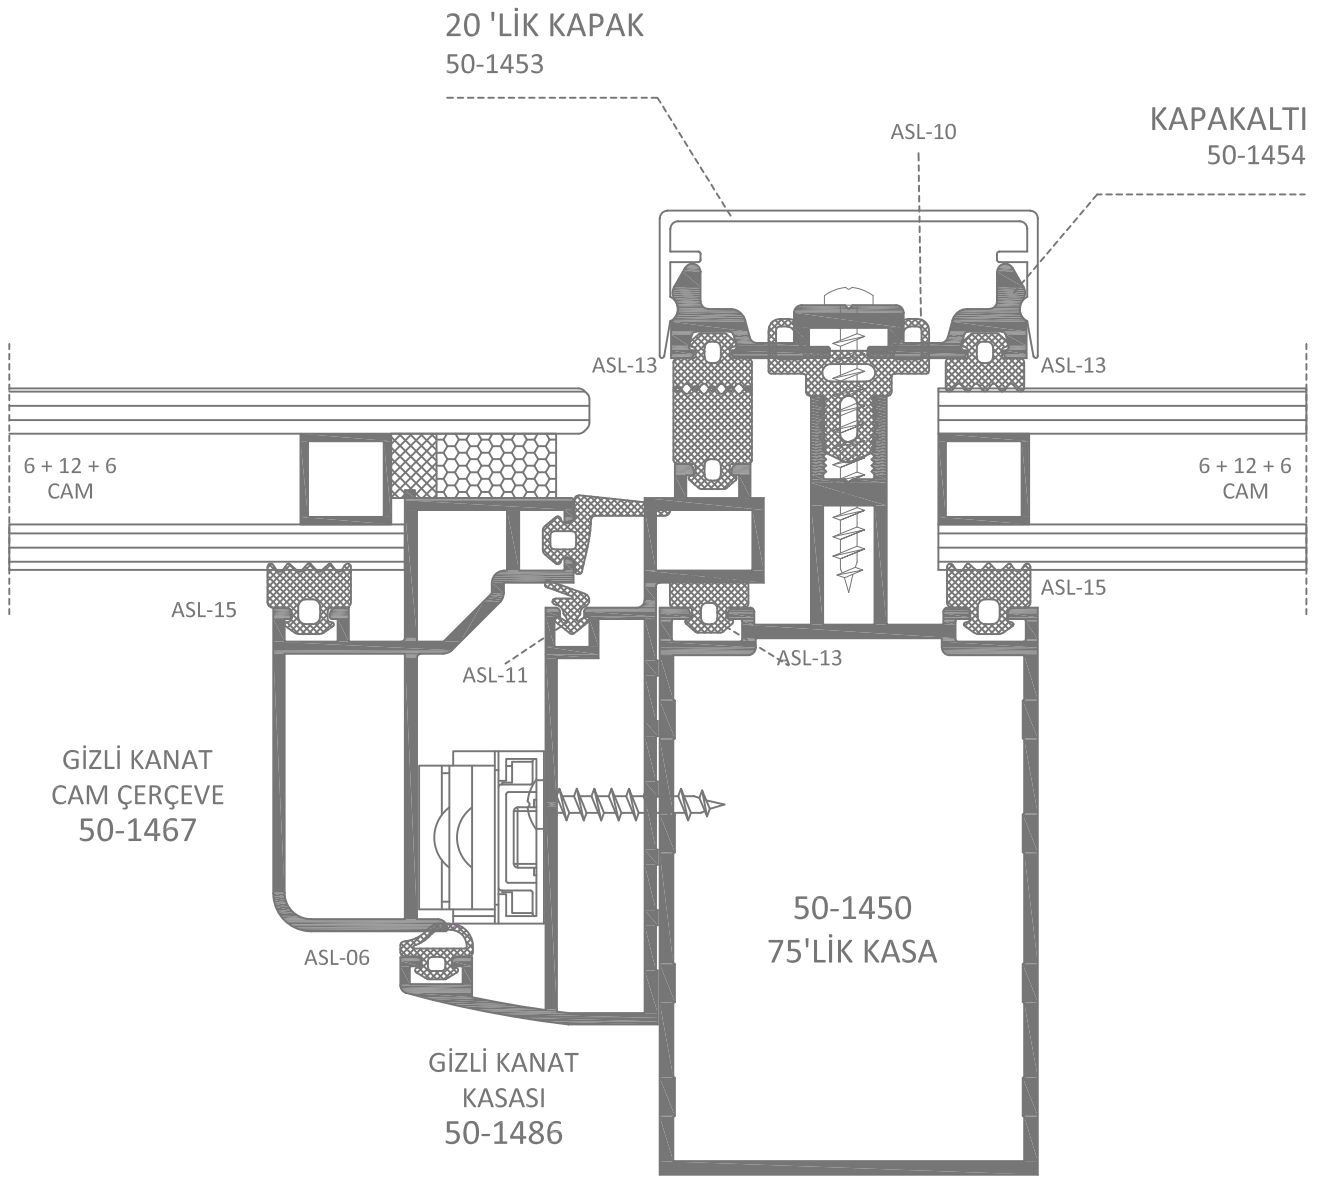 20 'LİK KAPAK
50-1453
KAPAKALTI
50-1454
ASL-10
ASL-13
ASL-13
6 + 12 + 6
CAM
6 + 12 + 6
CAM
ASL-15
ASL-15
ASL-11
ASL-13
GİZLİ KANAT
CAM ÇERÇEVE
50-1467
50-1450
75'LİK KASA
ASL-06
GİZLİ KANAT
KASASI
50-1486